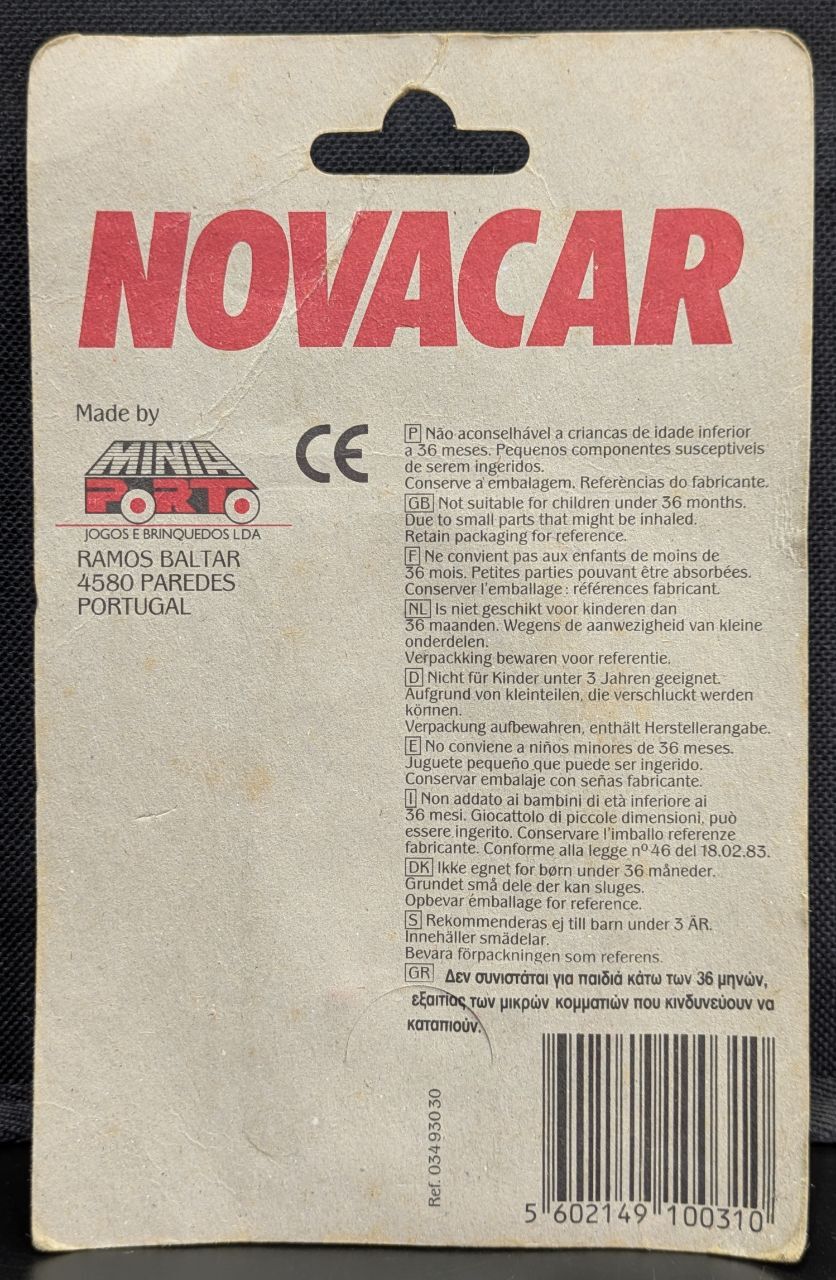 NOVACAR
Made by
MINIA
PORTO
JOGOS E BRINQUEDOS LDA
RAMOS BALTAR
4580 PAREDES
PORTUGAL
CE
P Não aconselhável a criancas de idade inferior
a 36 meses. Pequenos componentes susceptíveis
de serem ingeridos.
Conserve a embalagem, Referèncias do fabricante.
GB Not suitable for children under 36 months.
Due to small parts that might be inhaled.
Retain packaging for reference.
F Ne convient pas aux enfants de moins de
36 mois. Petites parties pouvant être absorbées.
Conserver l'emballage : références fabricant.
NL Is niet geschikt voor kinderen dan
36 maanden. Wegens de aanwezigheid van kleine
onderdelen.
Verpackking bewaren voor referentie.
D Nicht für Kinder unter 3 Jahren geeignet.
Aufgrund von kleinteilen, die verschluckt werden
können.
Verpackung aufbewahren, enthält Herstellerangabe.
E No conviene a niños minores de 36 meses.
Juguete pequeño que puede ser ingerido.
Conservar embalaje con señas fabricante.
I Non addato ai bambini di età inferiore ai
36 mesi. Giocattolo di piccole dimensioni, può
essere ingerito. Conservare l'imballo referenze
fabricante. Conforme alla legge nº 46 del 18.02.83.
DK Ikke egnet for børn under 36 måneder.
Grundet små dele der kan sluges.
Opbevar émballage for reference.
S Rekommenderas ej till barn under 3 ÄR.
Innehäller smädelar.
Bevara förpackningen som referens.
GR Δεν συνιστάται για παιδιά κάτω των 36 μηνών,
εξαιτίας των μικρών κομματιών που κινδυνεύουν να
καταπιούν.
Ref. 03493030
5 602149 100310